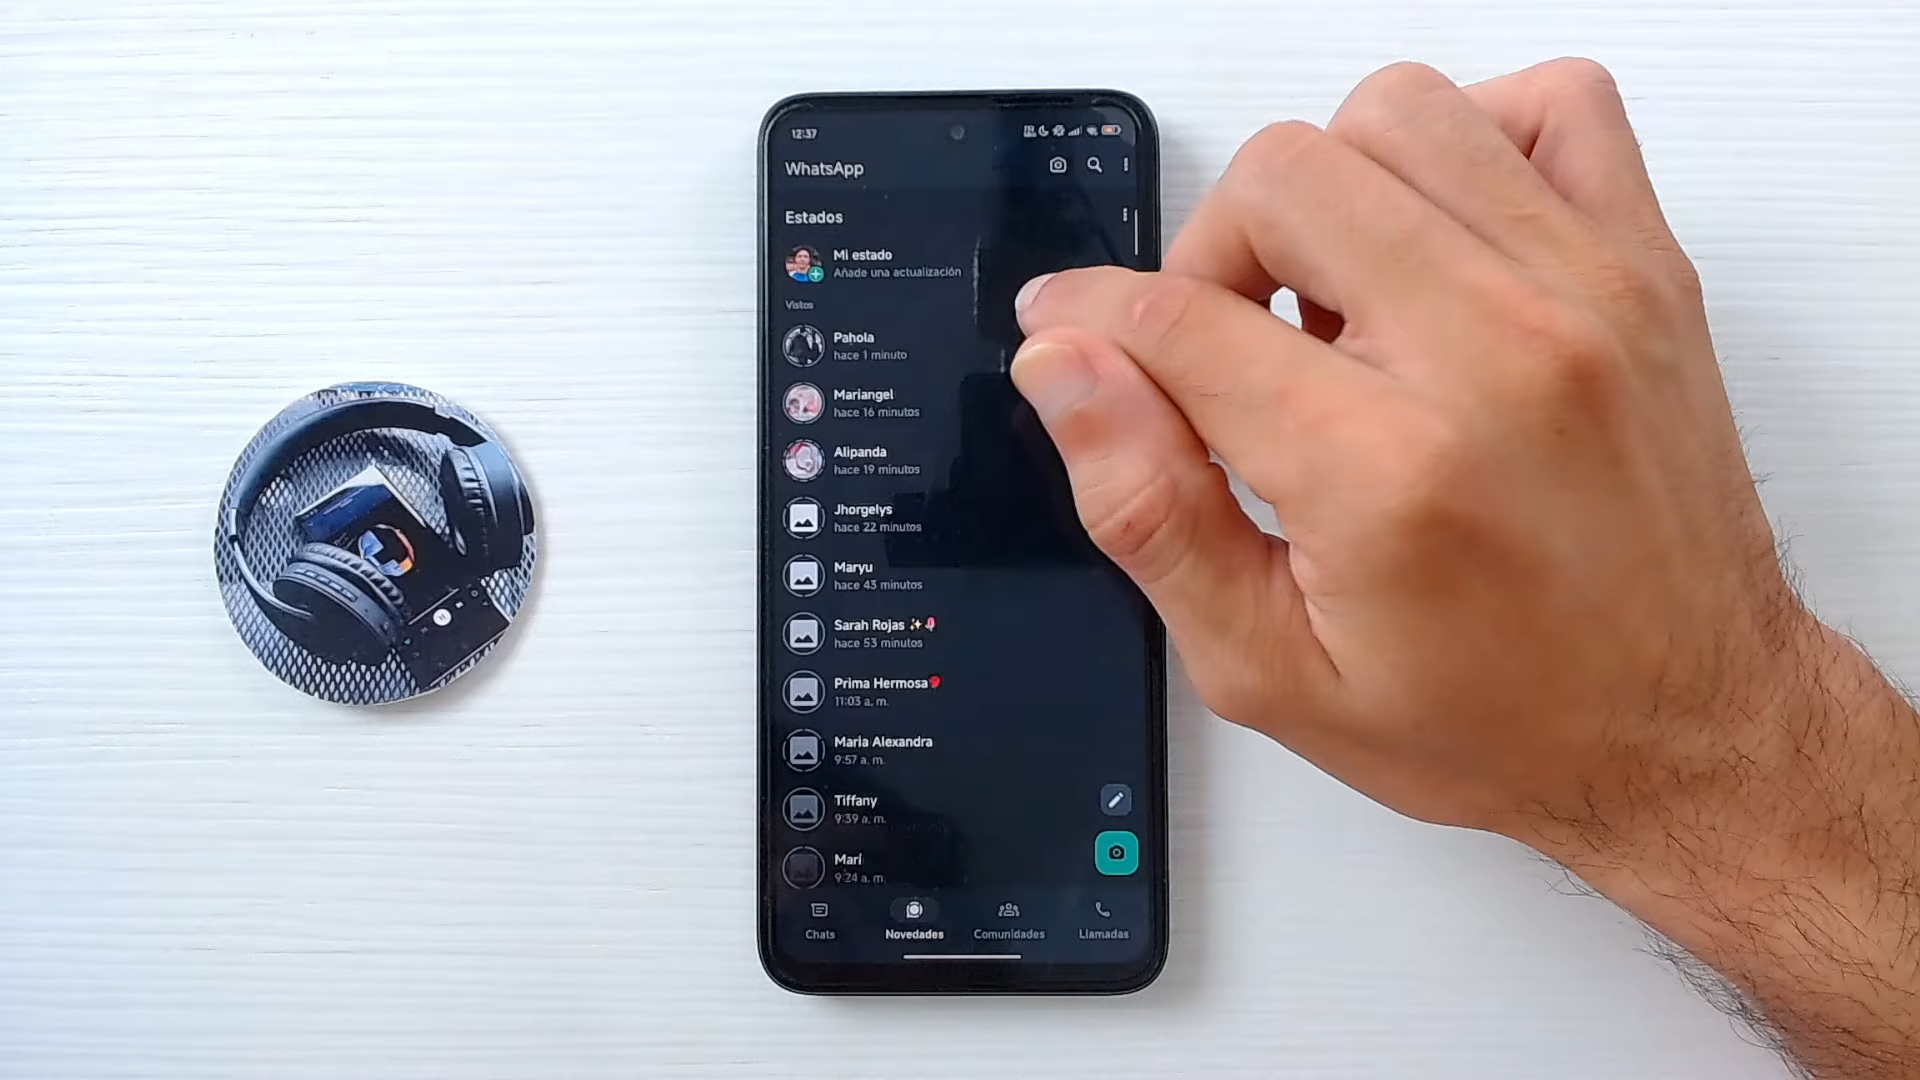 12:37
WhatsApp
Estados
Mi estado
Añade una actualización
Vistos
Pahola
hace 1 minuto
Mariangel
hace 16 minutos
Alipanda
hace 19 minutos
Jhorgelys
hace 22 minutos
Maryu
hace 43 minutos
Sarah Rojas
hace 53 minutos
Prima Hermosa
11:03 a. m.
Maria Alexandra
9:57 a. m.
Tiffany
9:39 a. m.
Marí
9:24 a. m.
Chats
Novedades
Comunidades
Llamadas